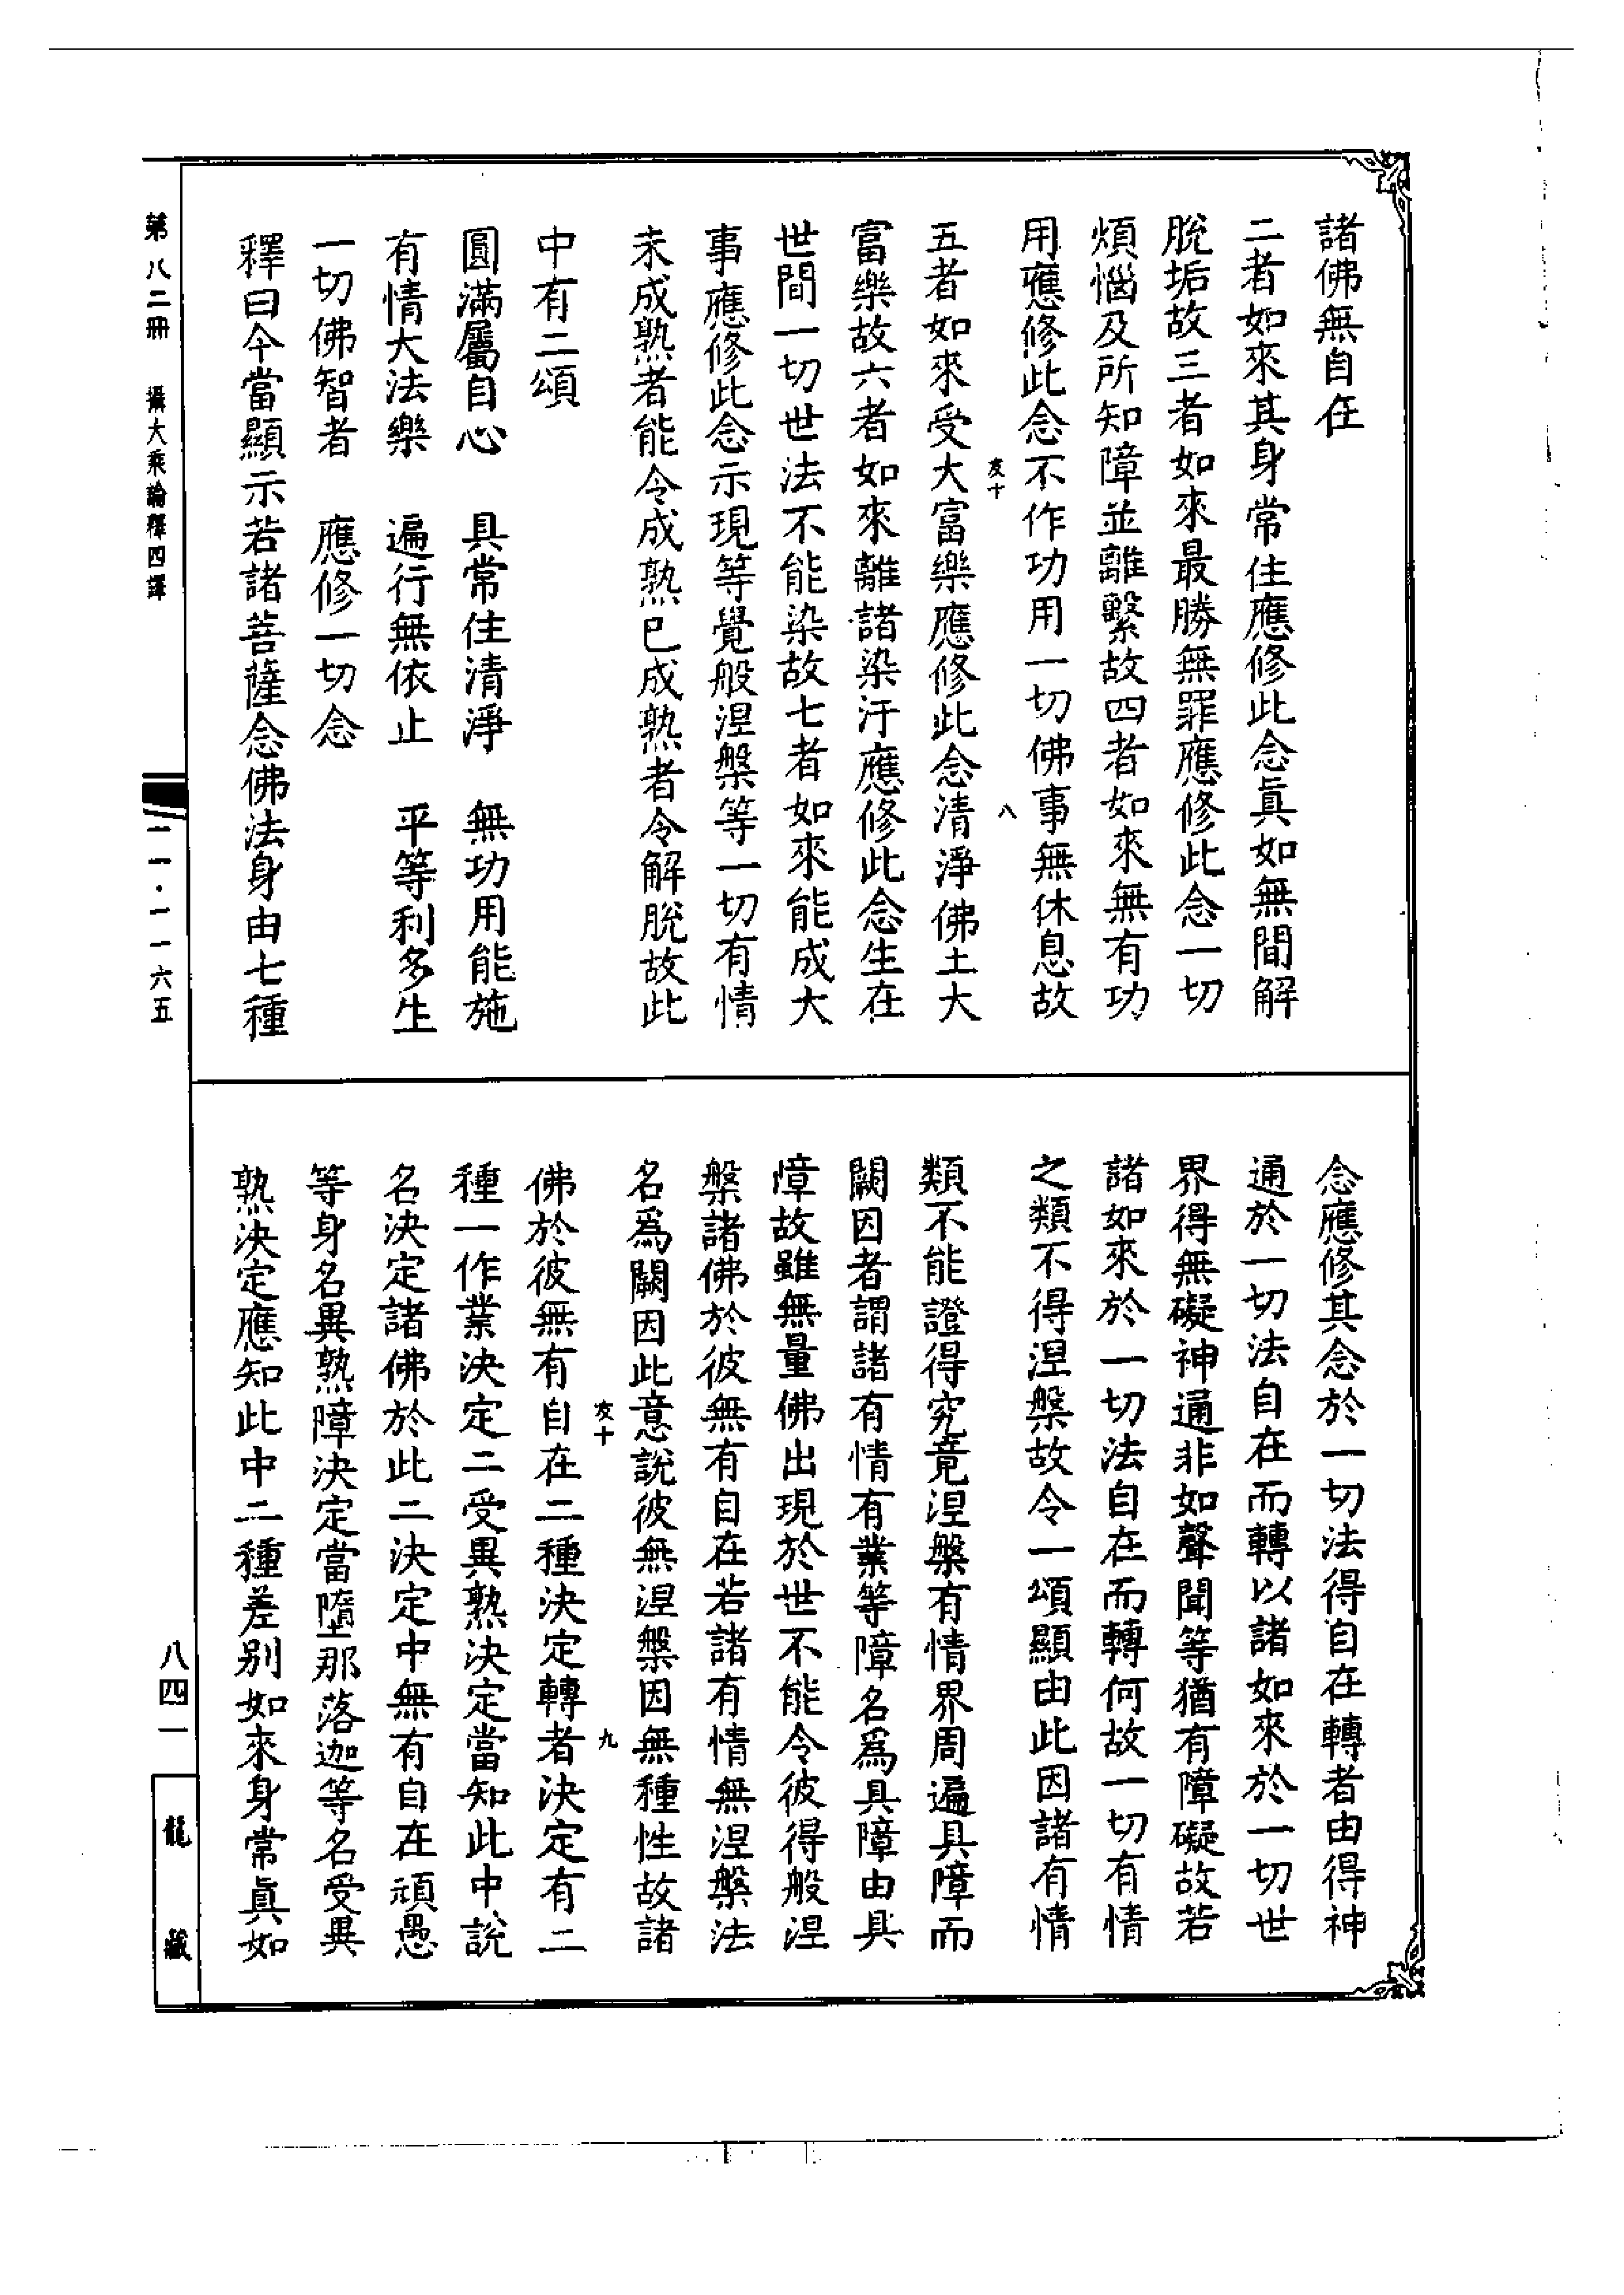 諸佛無自在
二者如來其身常住應修此念眞如無間解
脫垢故三者如來最勝無罪應修此念一切
煩惱及所知障並離繫故四者如來無有功
用應修此念不作功用一切佛事無休息故
五者如來受大富樂應修此念清淨佛土大
富樂故六者如來離諸染汙應修此念生在
世間一切世法不能染故七者如來能成大
事應修此念示現等覺般涅槃等一切有情
未成熟者能令成熟已成熟者令解脫故此
中有二頌
圓滿屬自心 具常住清淨 無功用能施
有情大法樂 遍行無依止 平等利多生
一切佛智者 應修一切念
釋曰今當顯示若諸菩薩念佛法身由七種
念應修其念於一切法得自在轉者由得神
通於一切法自在而轉以諸如來於一切世
界得無礙神通非如聲聞等猶有障礙故若
諸如來於一切法自在而轉何故一切有情
之類不得涅槃故令一頌顯由此因諸有情
類不能證得究竟涅槃有情界周遍具障而
闕因者謂諸有情有業等障名爲具障由具
障故雖無量佛出現於世不能令彼得般涅
槃諸佛於彼無有自在若諸有情無涅槃法
名爲闕因此意說彼無涅槃因無種性故諸
佛於彼無有自在二種決定轉者決定有二
種一作業決定二受異熟決定當知此中說
名決定諸佛於此二決定中無有自在頑愚
等身名異熟障決定當墮那落迦等名受異
熟決定應知此中二種差別如來身常眞如
友十
八
友十
九
第八二冊 攝大乘論釋四譯
一一·一一六五
八四一
龍藏